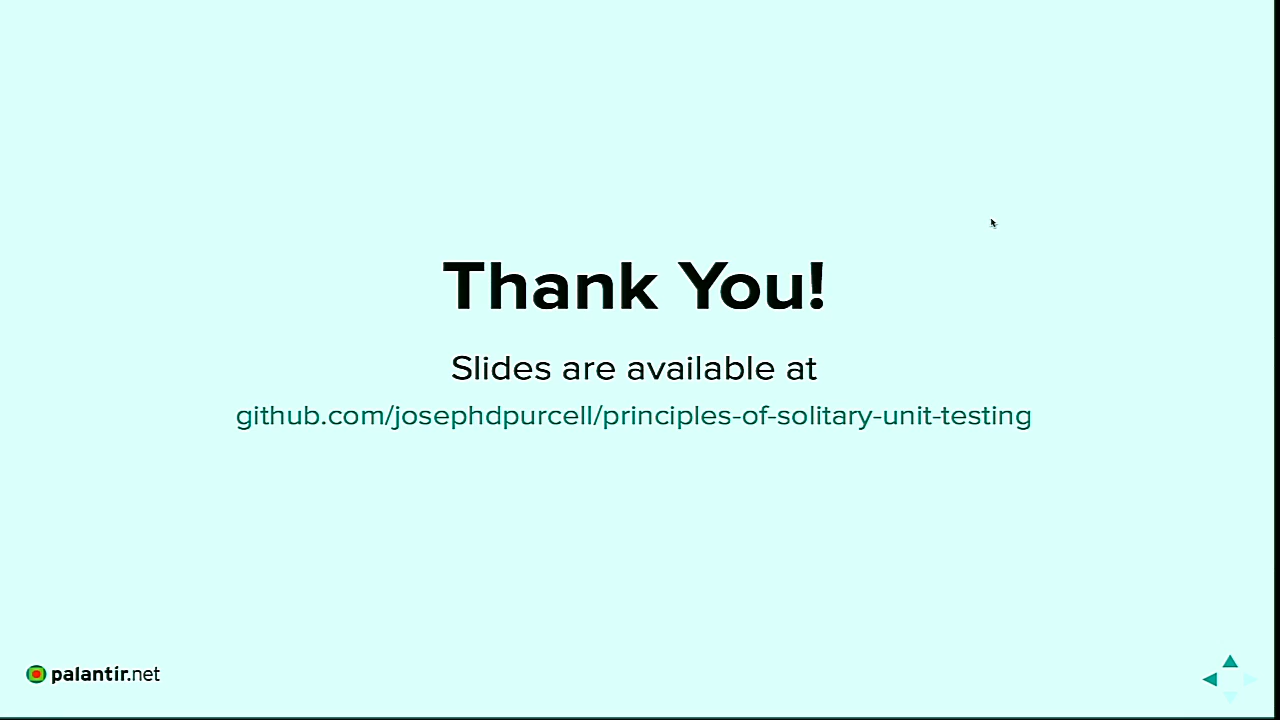 Thank You!
Slides are available at
github.com/josephdpurcell/principles-of-solitary-unit-testing
palantir.net